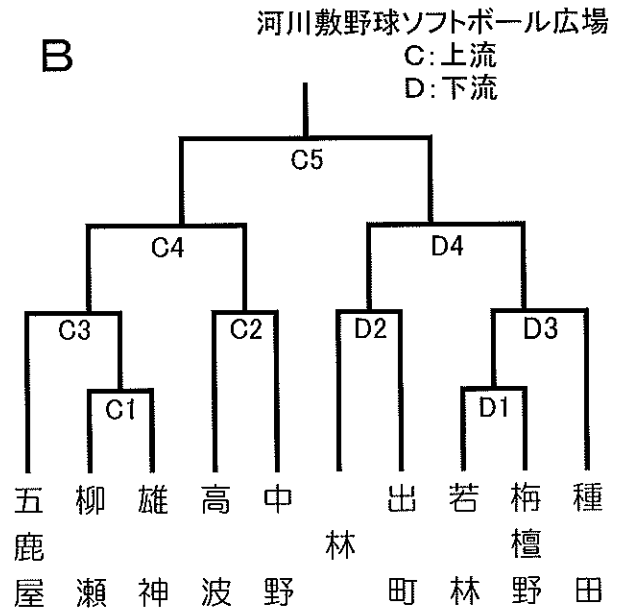 河川敷野球ソフトボール広場
B
C:上流
D:下流
C5
C4
D4
C3
C2
D2
D3
C1
D1
五鹿屋
柳瀬
雄神
高波
中野
林
出町
若林
栴檀野
種田